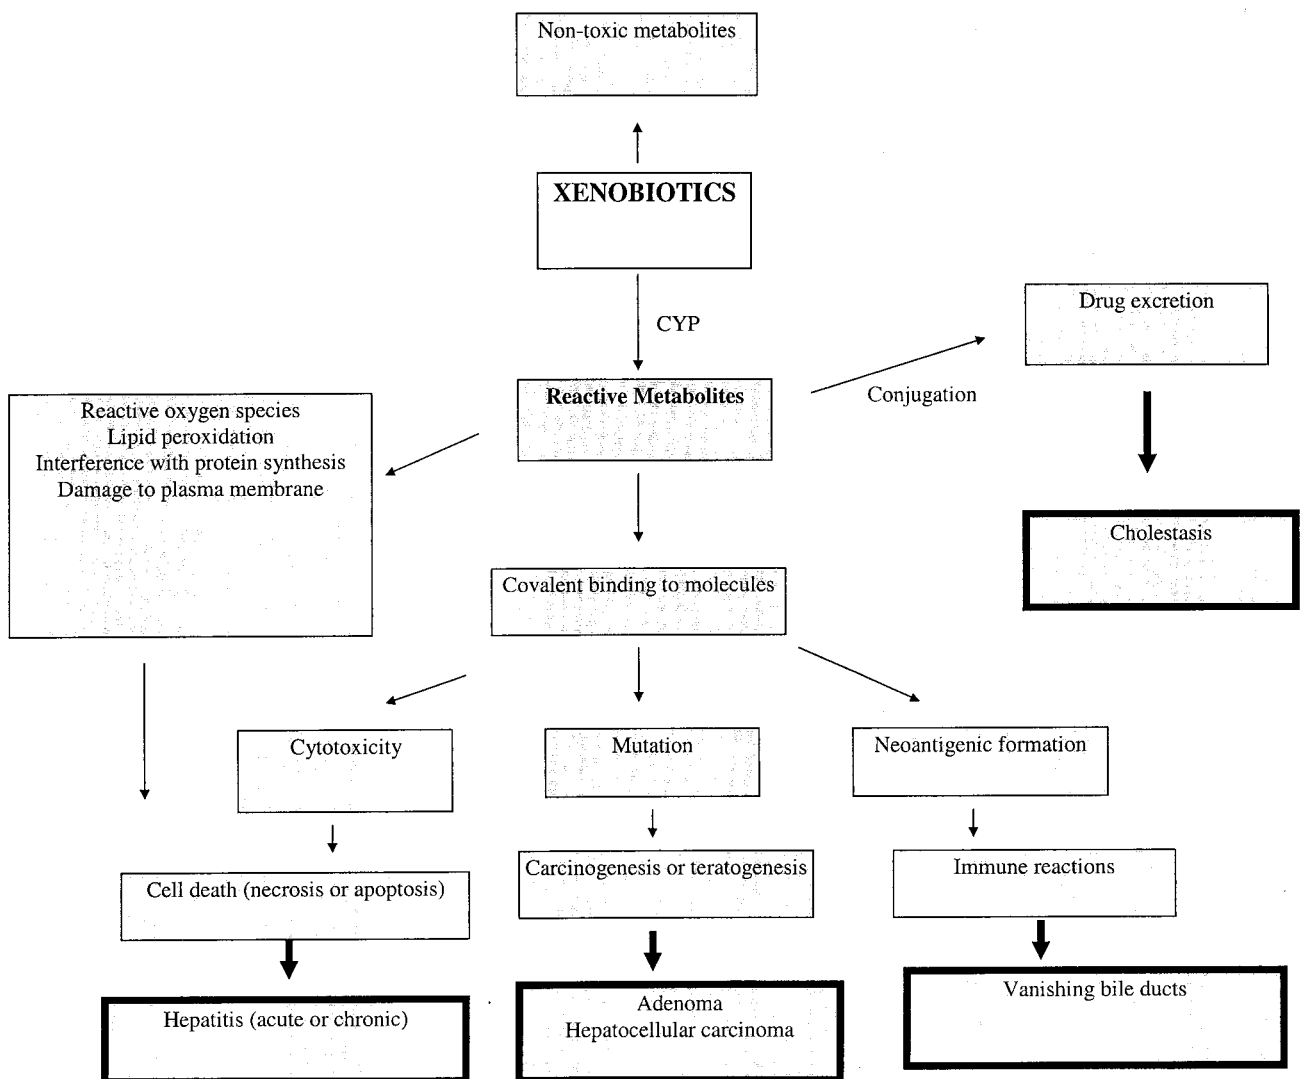 Non-toxic metabolites
XENOBIOTICS
CYP
Drug excretion
Reactive Metabolites
Conjugation
Reactive oxygen species
Lipid peroxidation
Interference with protein synthesis
Damage to plasma membrane
Cholestasis
Covalent binding to molecules
Cytotoxicity
Mutation
Neoantigenic formation
Cell death (necrosis or apoptosis)
Carcinogenesis or teratogenesis
Immune reactions
Hepatitis (acute or chronic)
Adenoma
Hepatocellular carcinoma
Vanishing bile ducts